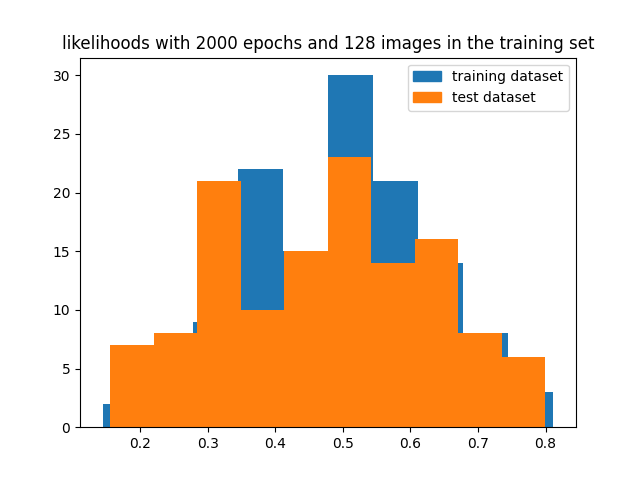 likelihoods with 2000 epochs and 128 images in the training set
training dataset
test dataset
30
25
20
15
10
5
0
0.2 0.3 0.4 0.5 0.6 0.7 0.8